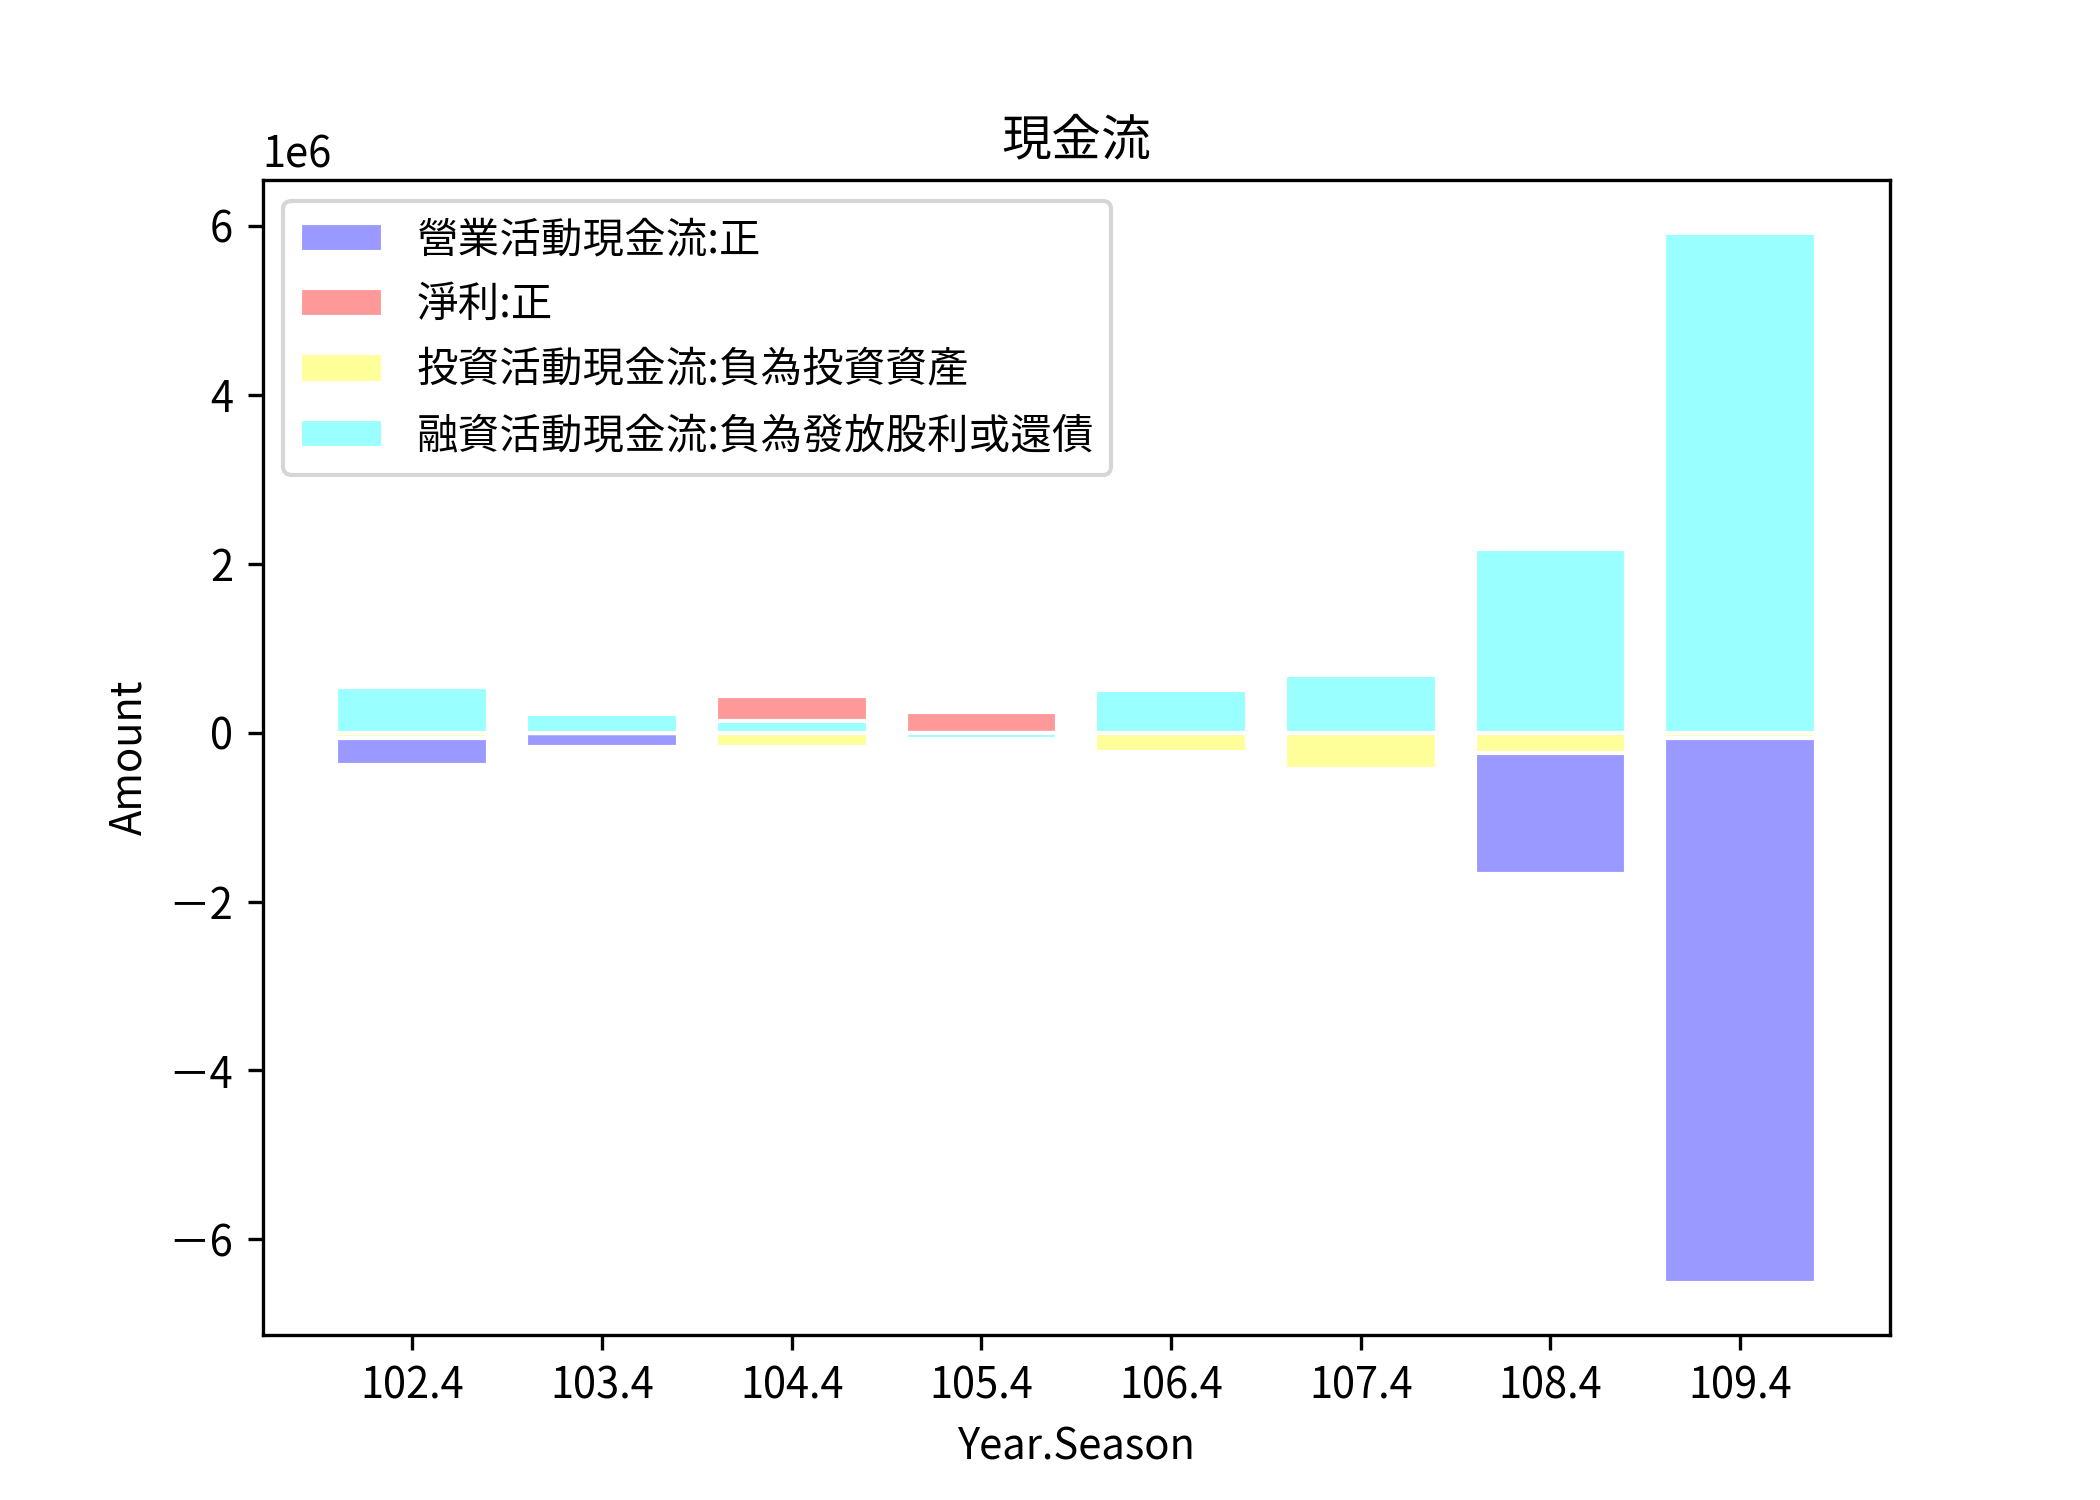 現金流
1e6
營業活動現金流:正
淨利:正
投資活動現金流:負為投資資產
融資活動現金流:負為發放股利或還債
6
4
2
0
−2
−4
−6
Amount
102.4 103.4 104.4 105.4 106.4 107.4 108.4 109.4
Year.Season